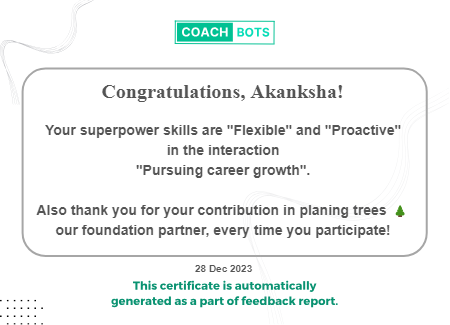 COACH BOTS
Congratulations, Akanksha!
Your superpower skills are "Flexible" and "Proactive"
in the interaction
"Pursuing career growth".
Also thank you for your contribution in planing trees 🌲
our foundation partner, every time you participate!
28 Dec 2023
This certificate is automatically
generated as a part of feedback report.